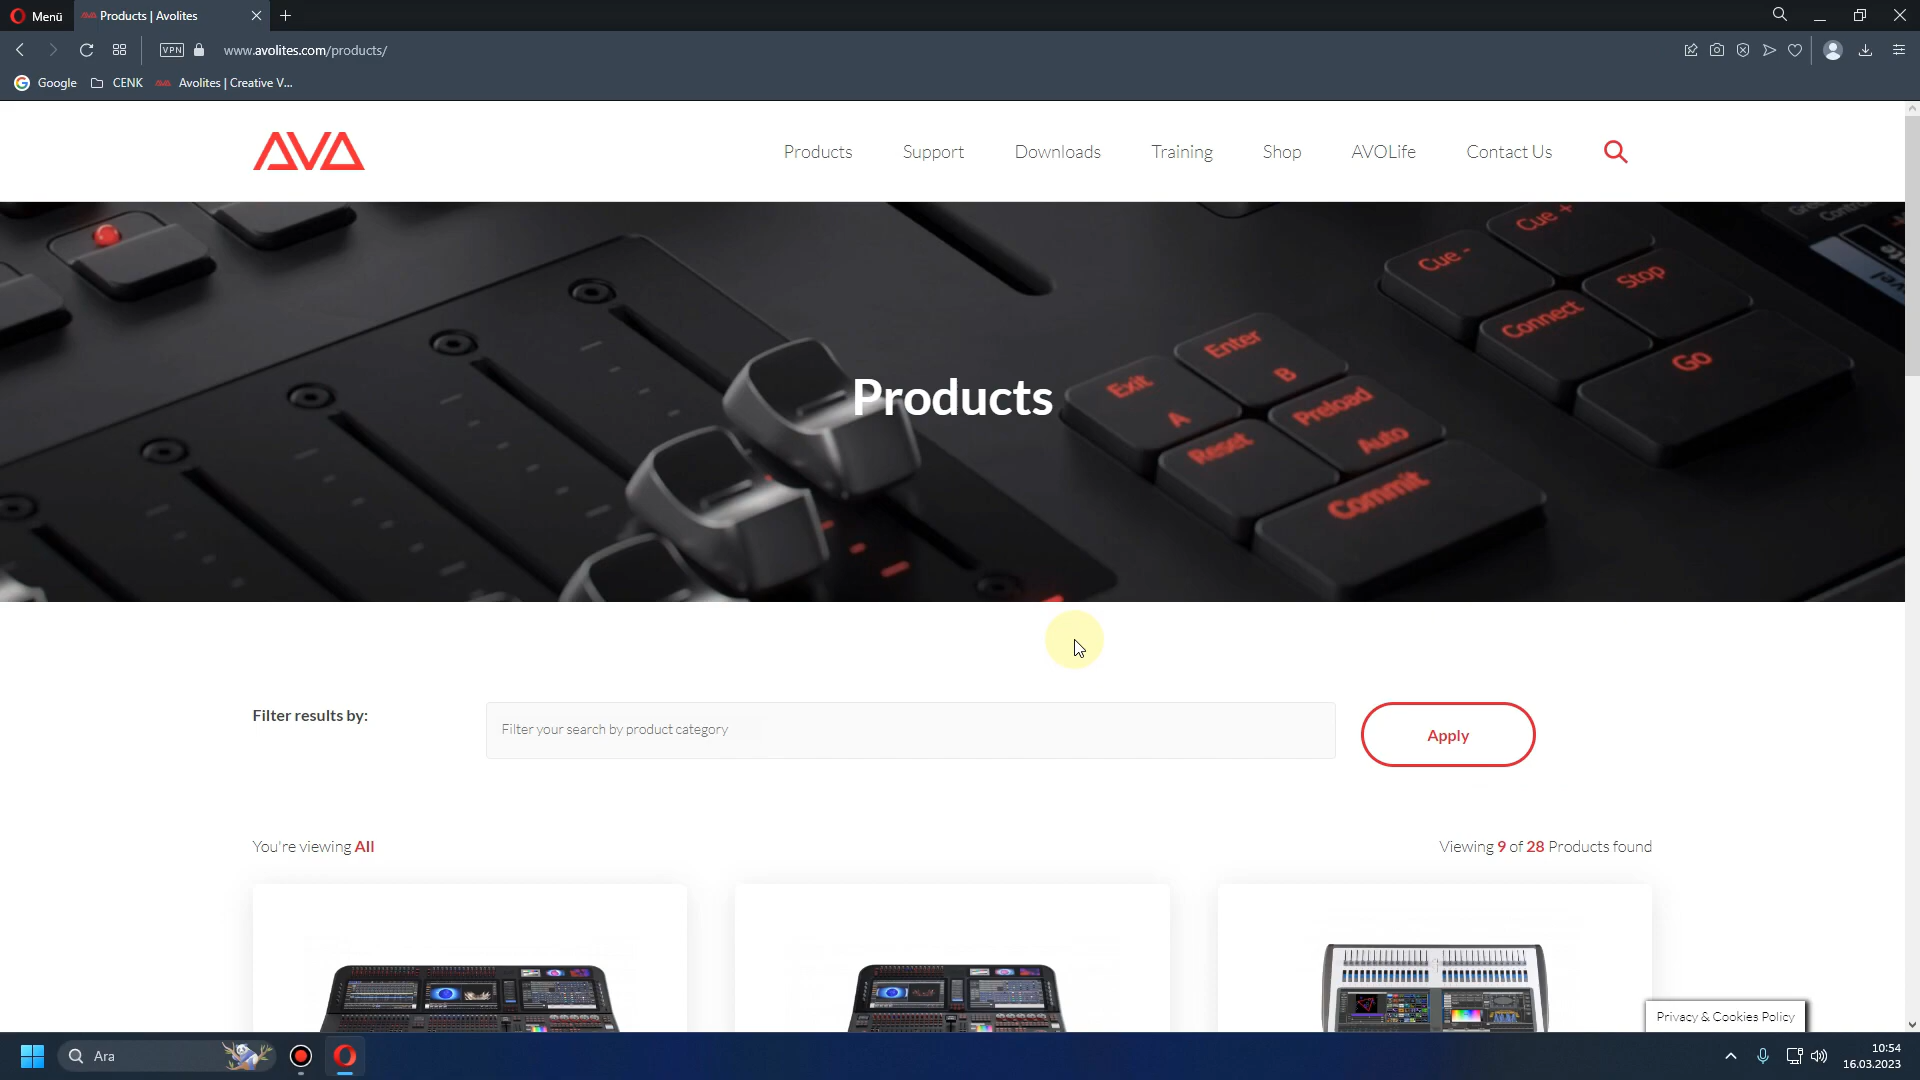 Menü
Products | Avolites
VPN
www.avolites.com/products/
Google
CENK
Avolites | Creative V...
AVA
Products
Support
Downloads
Training
Shop
AVOLife
Contact Us
Cue -
Cue +
Stop
Connect
Go
Exit
A
Enter
B
Preload
Auto
Reset
Commit
Products
Filter results by:
Filter your search by product category
Apply
You're viewing All
Viewing 9 of 28 Products found
Privacy & Cookies Policy
Ara
10:54
16.03.2023